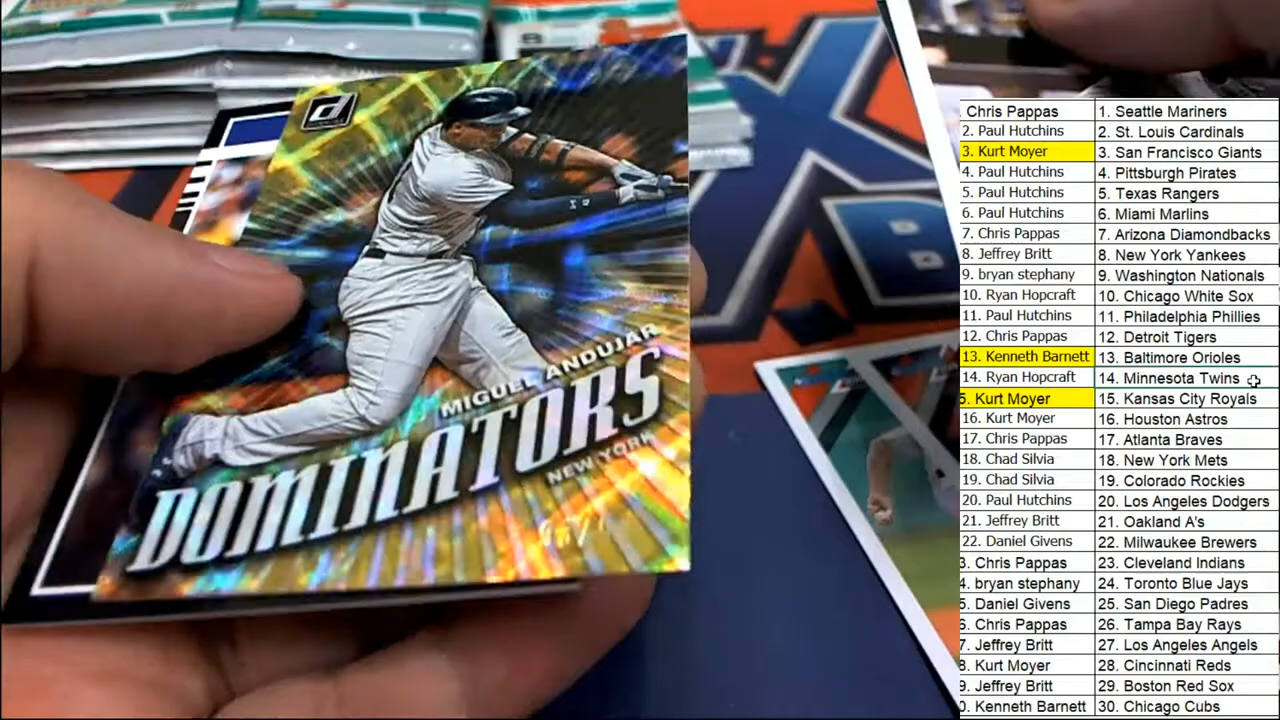 d
MIGUEL ANDUJAR
DOMINATORS
NEW YORK
X
B
Chris Pappas 1. Seattle Mariners
2. Paul Hutchins 2. St. Louis Cardinals
3. Kurt Moyer 3. San Francisco Giants
4. Paul Hutchins 4. Pittsburgh Pirates
5. Paul Hutchins 5. Texas Rangers
6. Paul Hutchins 6. Miami Marlins
7. Chris Pappas 7. Arizona Diamondbacks
8. Jeffrey Britt 8. New York Yankees
9. bryan stephany 9. Washington Nationals
10. Ryan Hopcraft 10. Chicago White Sox
11. Paul Hutchins 11. Philadelphia Phillies
12. Chris Pappas 12. Detroit Tigers
13. Kenneth Barnett 13. Baltimore Orioles
14. Ryan Hopcraft 14. Minnesota Twins
5. Kurt Moyer 15. Kansas City Royals
16. Kurt Moyer 16. Houston Astros
17. Chris Pappas 17. Atlanta Braves
18. Chad Silvia 18. New York Mets
19. Chad Silvia 19. Colorado Rockies
20. Paul Hutchins 20. Los Angeles Dodgers
21. Jeffrey Britt 21. Oakland A's
22. Daniel Givens 22. Milwaukee Brewers
3. Chris Pappas 23. Cleveland Indians
4. bryan stephany 24. Toronto Blue Jays
5. Daniel Givens 25. San Diego Padres
6. Chris Pappas 26. Tampa Bay Rays
7. Jeffrey Britt 27. Los Angeles Angels
8. Kurt Moyer 28. Cincinnati Reds
9. Jeffrey Britt 29. Boston Red Sox
0. Kenneth Barnett 30. Chicago Cubs